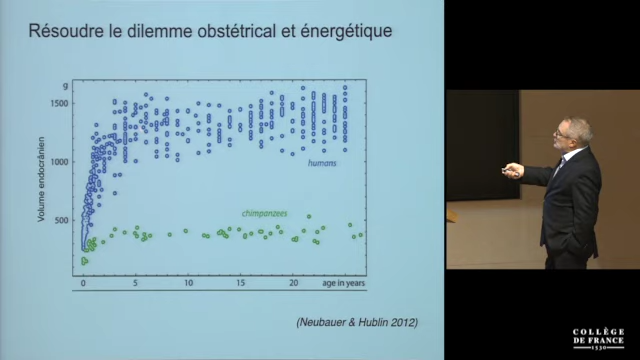 Résoudre le dilemme obstétrical et énergétique
g
1500
1000
500
Volume endocrânien
humans
chimpanzees
0
5
10
15
20
age in years
(Neubauer & Hublin 2012)
COLLÈGE
DE FRANCE
1530